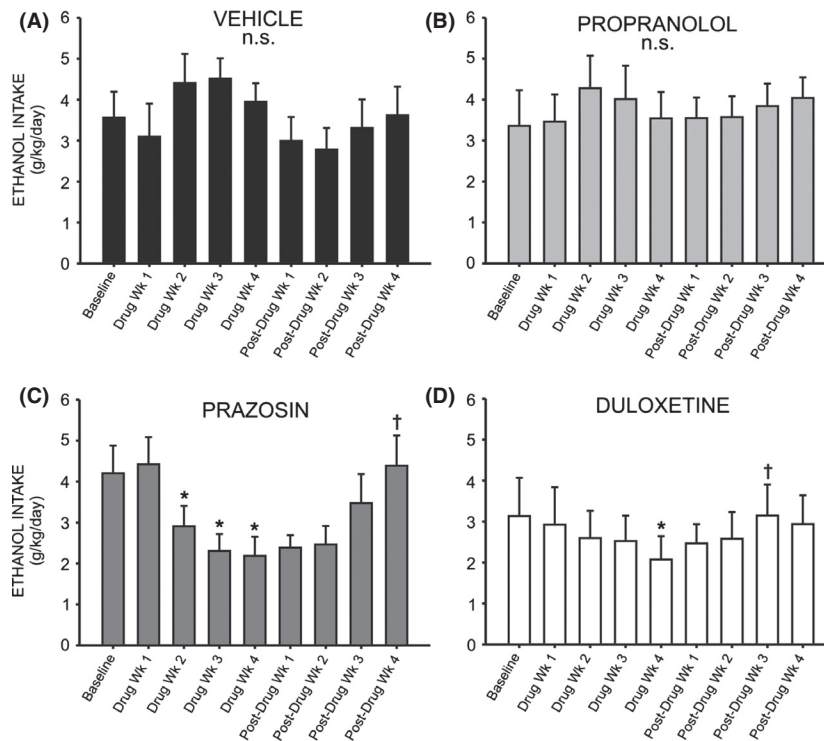 (A)
VEHICLE
n.s.
ETHANOL INTAKE
(g/kg/day)
6
5
4
3
2
1
0
Baseline
Drug Wk 1
Drug Wk 2
Drug Wk 3
Drug Wk 4
Post-Drug Wk 1
Post-Drug Wk 2
Post-Drug Wk 3
Post-Drug Wk 4
(B)
PROPRANOLOL
n.s.
6
5
4
3
2
1
0
Baseline
Drug Wk 1
Drug Wk 2
Drug Wk 3
Drug Wk 4
Post-Drug Wk 1
Post-Drug Wk 2
Post-Drug Wk 3
Post-Drug Wk 4
(C)
PRAZOSIN
ETHANOL INTAKE
(g/kg/day)
6
5
4
3
2
1
0
* * * †
Baseline
Drug Wk 1
Drug Wk 2
Drug Wk 3
Drug Wk 4
Post-Drug Wk 1
Post-Drug Wk 2
Post-Drug Wk 3
Post-Drug Wk 4
(D)
DULOXETINE
6
5
4
3
2
1
0
* †
Baseline
Drug Wk 1
Drug Wk 2
Drug Wk 3
Drug Wk 4
Post-Drug Wk 1
Post-Drug Wk 2
Post-Drug Wk 3
Post-Drug Wk 4